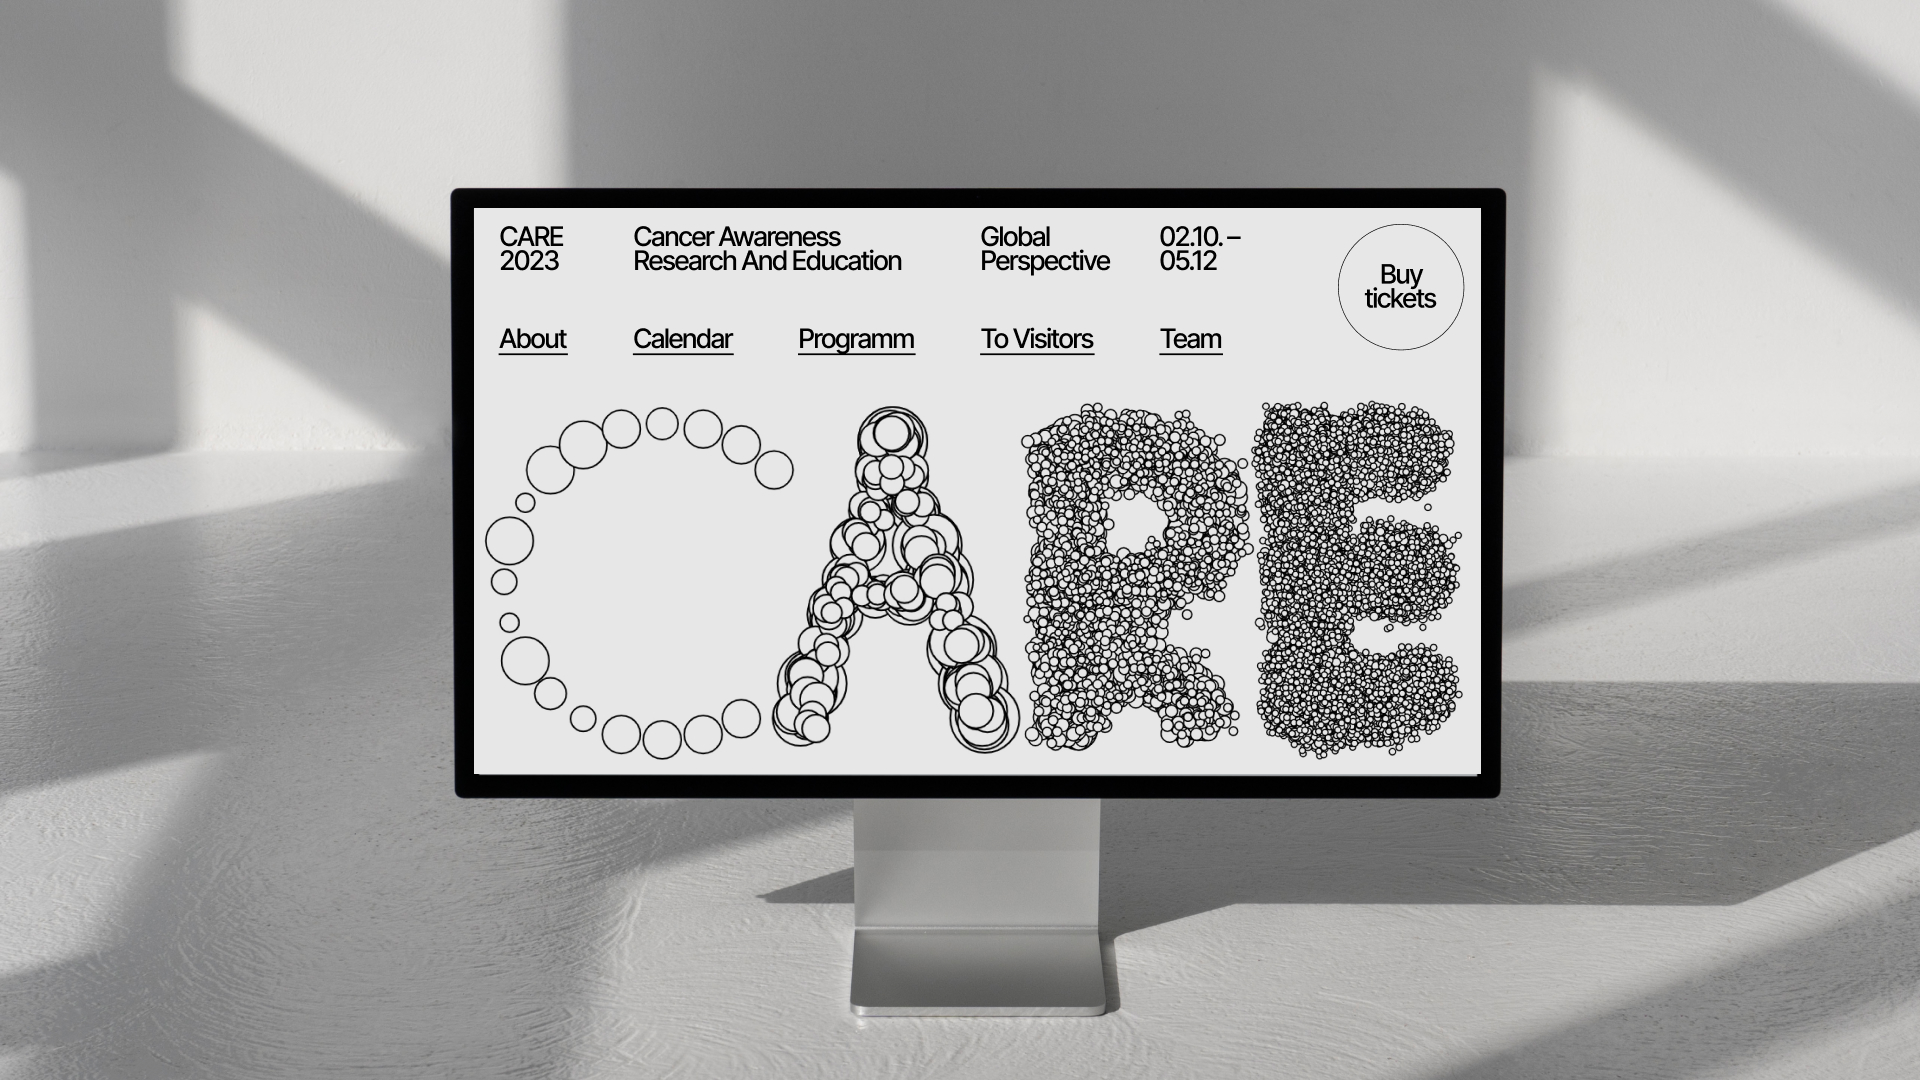 CARE
2023
Cancer Awareness
Research And Education
Global
Perspective
02.10. –
05.12
Buy
tickets
About
Calendar
Programm
To Visitors
Team
CARE